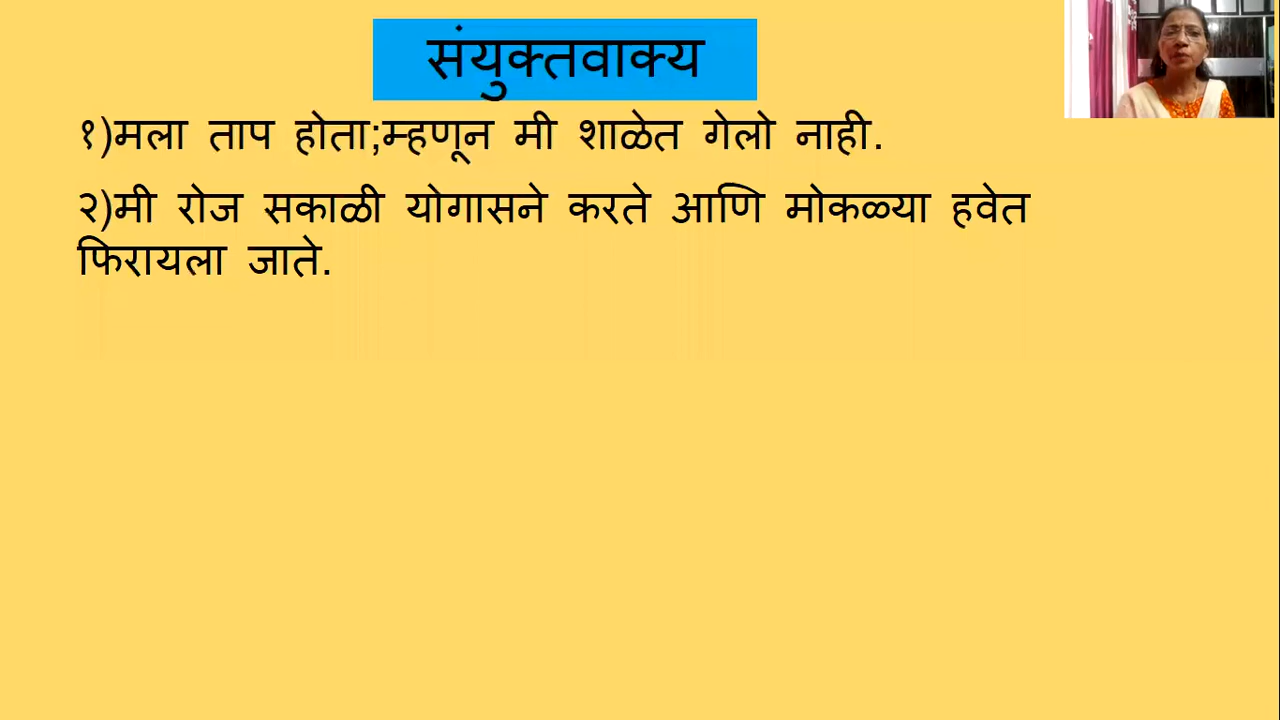 संयुक्तवाक्य
१)मला ताप होता;म्हणून मी शाळेत गेलो नाही.
२)मी रोज सकाळी योगासने करते आणि मोकळ्या हवेत
फिरायला जाते.